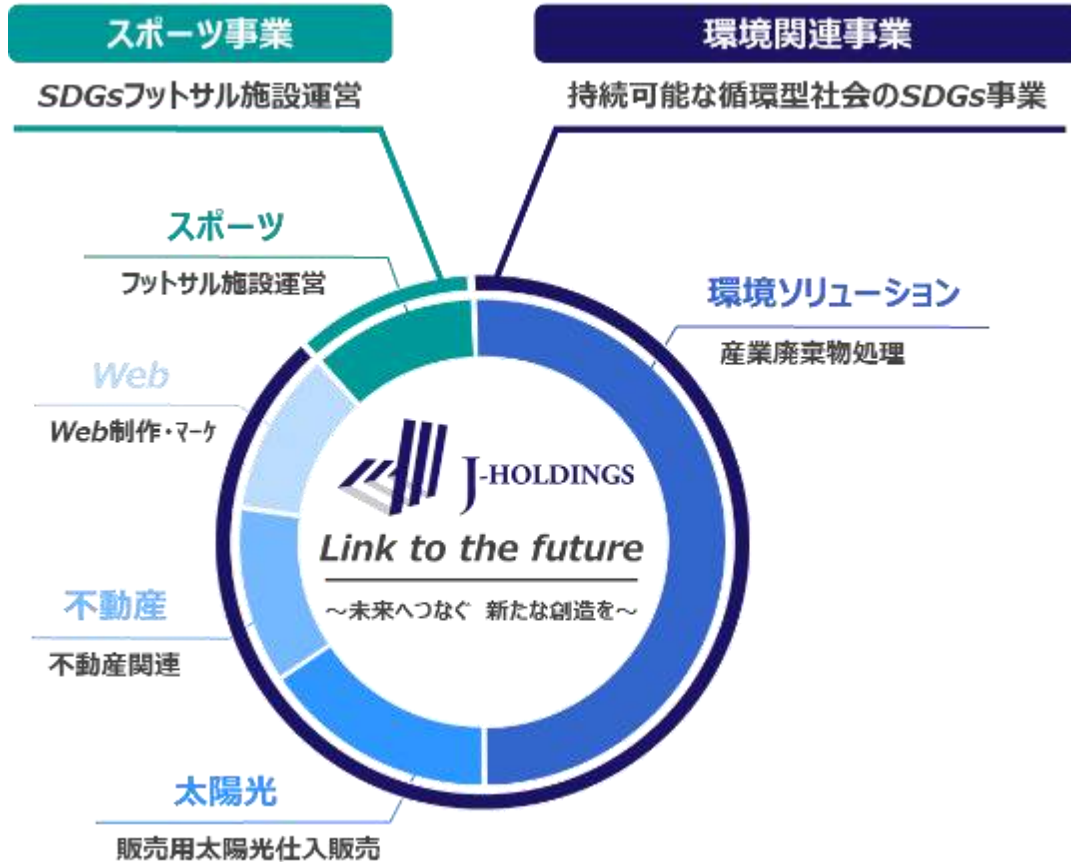 スポーツ事業
SDGsフットサル施設運営
環境関連事業
持続可能な循環型社会のSDGs事業
スポーツ
フットサル施設運営
環境ソリューション
産業廃棄物処理
Web
Web制作・マーケ
J-HOLDINGS
Link to the future
～未来へつなぐ 新たな創造を～
不動産
不動産関連
太陽光
販売用太陽光仕入販売